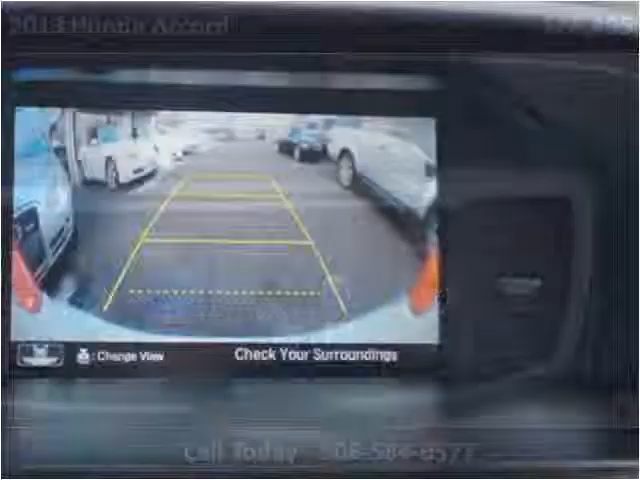 2013 Honda Accord
: Change View
Check Your Surroundings
Call Today